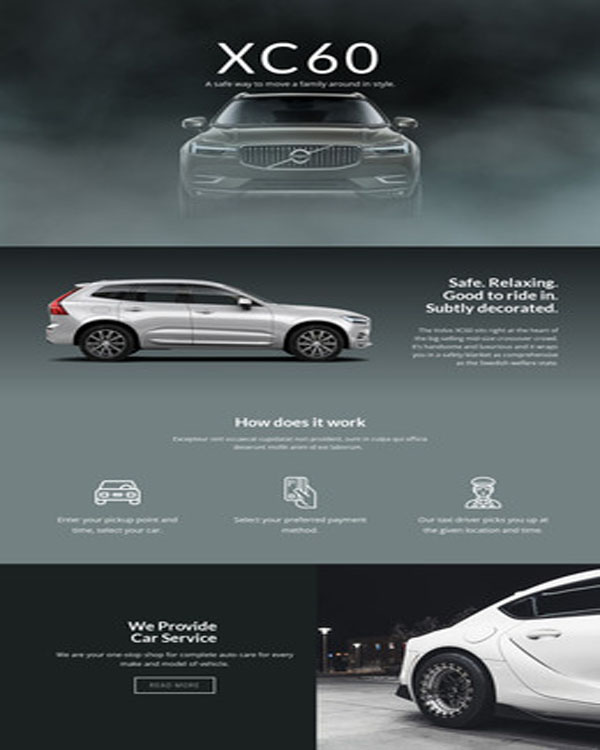 XC60
A safe way to move a family around in style.
Safe. Relaxing.
Good to ride in.
Subtly decorated.
The Volvo XC60 sits right at the heart of
the big selling mid-size crossover crowd.
It's handsome and luxurious and it wraps
you in a safety blanket as comprehensive
as the Swedish welfare state.
How does it work
Excepteur sint occaecat cupidatat non proident, sunt in culpa qui officia
deserunt mollit anim id est laborum.
Enter your pickup point and
time, select your car.
Select your preferred payment
method.
Our taxi driver picks you up at
the given location and time.
We Provide
Car Service
We are your one-stop shop for complete auto care for every
make and model of vehicle.
READ MORE